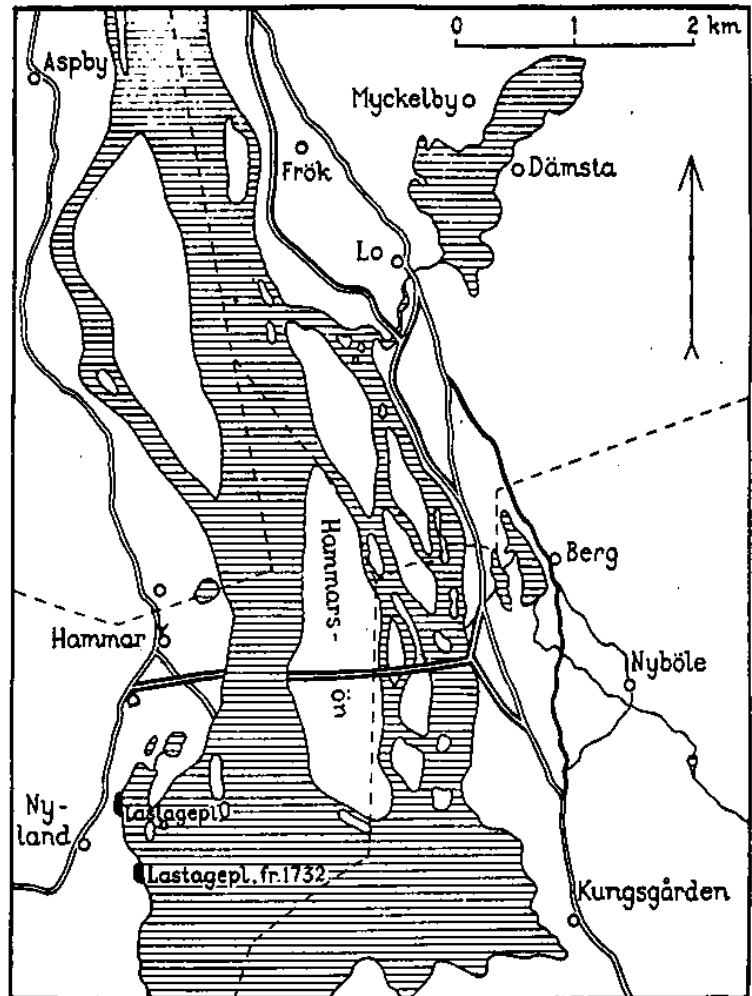 0 1 2 km
Aspby
Myckelby
Frök
Dämsta
Lo
Hammars-
ön
Berg
Hammar
Nyböle
Ny-
land
Lastagepl.
Lastagepl. fr. 1732
Kungsgården